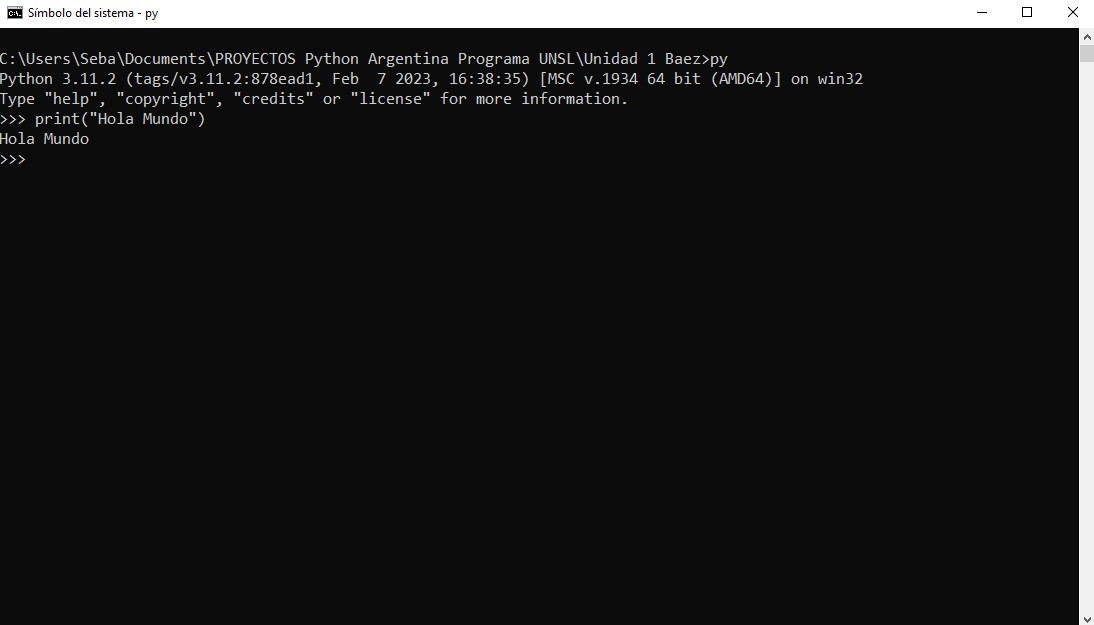 Símbolo del sistema - py
C:\Users\Seba\Documents\PROYECTOS Python Argentina Programa UNSL\Unidad 1 Baez>py
Python 3.11.2 (tags/v3.11.2:878ead1, Feb  7 2023, 16:38:35) [MSC v.1934 64 bit (AMD64)] on win32
Type "help", "copyright", "credits" or "license" for more information.
>>> print("Hola Mundo")
Hola Mundo
>>>